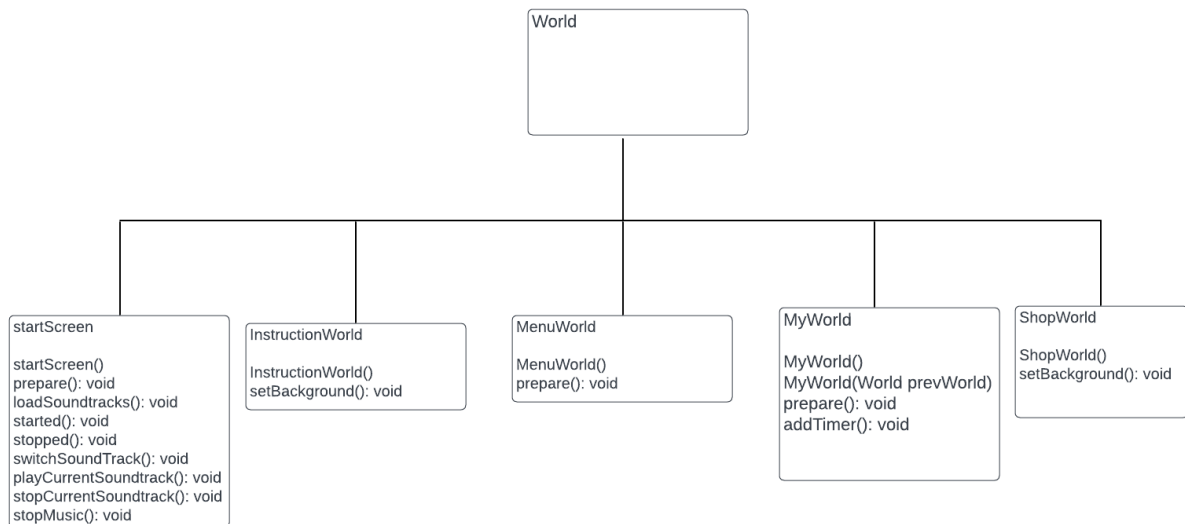 World
startScreen
startScreen()
prepare(): void
loadSoundtracks(): void
started(): void
stopped(): void
switchSoundTrack(): void
playCurrentSoundtrack(): void
stopCurrentSoundtrack(): void
stopMusic(): void
InstructionWorld
InstructionWorld()
setBackground(): void
MenuWorld
MenuWorld()
prepare(): void
MyWorld
MyWorld()
MyWorld(World prevWorld)
prepare(): void
addTimer(): void
ShopWorld
ShopWorld()
setBackground(): void